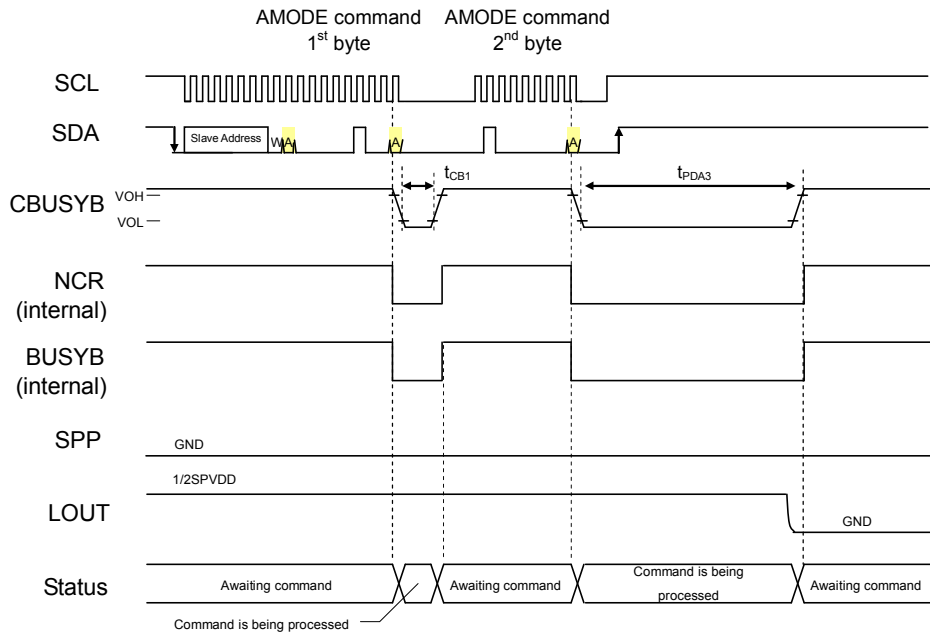 AMODE command
1st byte
AMODE command
2nd byte
SCL
SDA
Slave Address
W
A
A
A
tCB1
tPDA3
CBUSYB
VOH
VOL
NCR
(internal)
BUSYB
(internal)
SPP
GND
1/2SPVDD
LOUT
GND
Status
Awaiting command
Awaiting command
Command is being
processed
Awaiting command
Command is being processed